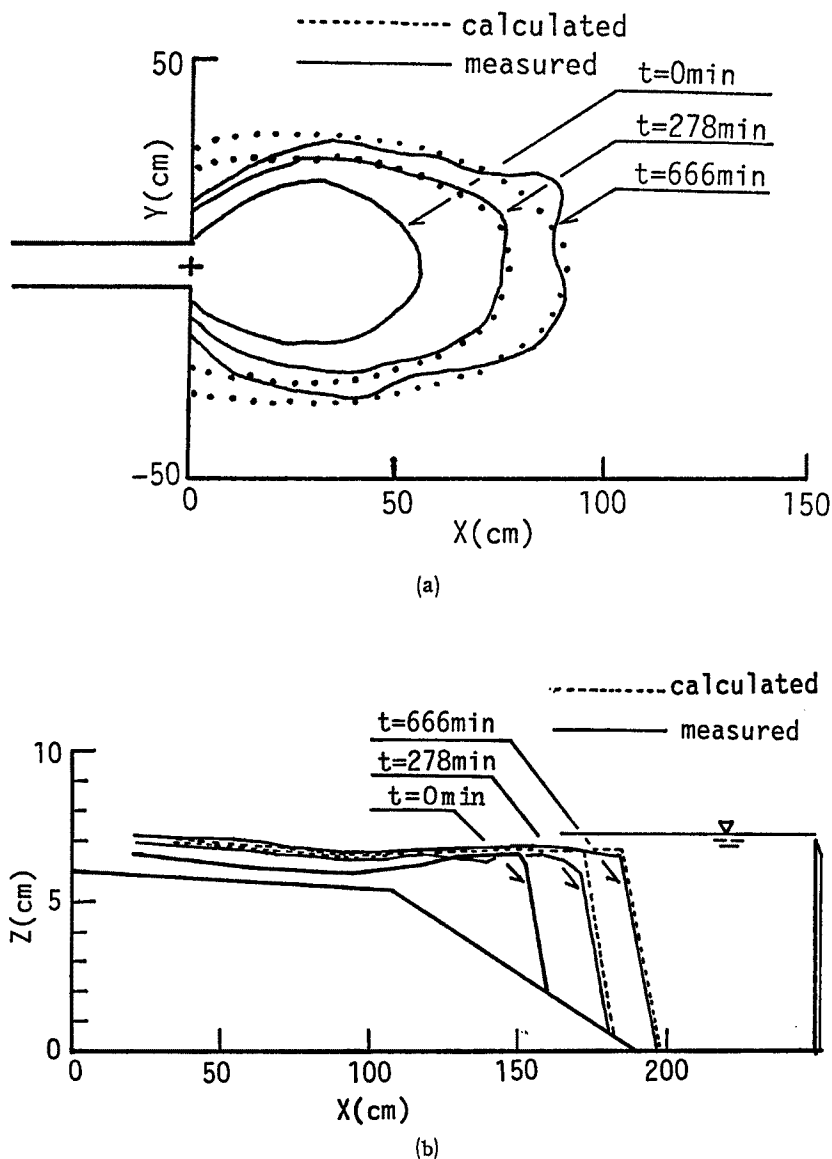 calculated
measured
50
t=0min
t=278min
t=666min
Y(cm)
-50
0
50
100
150
X(cm)
(a)
calculated
measured
t=666min
t=278min
t=0min
10
5
0
Z(cm)
50
100
150
200
X(cm)
(b)